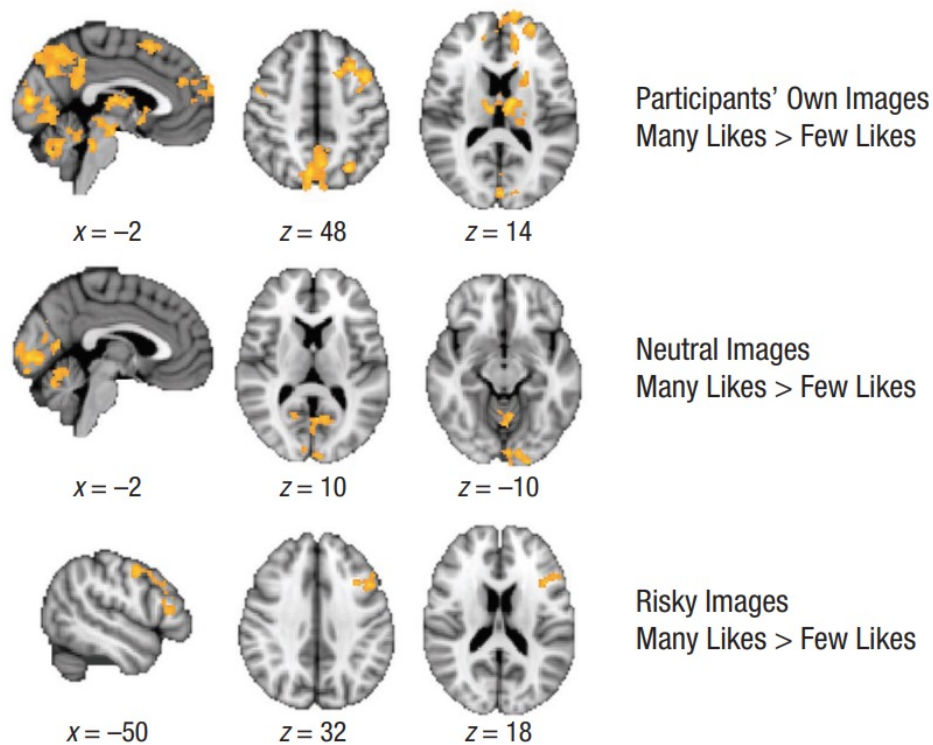 Participants' Own Images
Many Likes > Few Likes
x = –2
z = 48
z = 14
Neutral Images
Many Likes > Few Likes
x = –2
z = 10
z = –10
Risky Images
Many Likes > Few Likes
x = –50
z = 32
z = 18